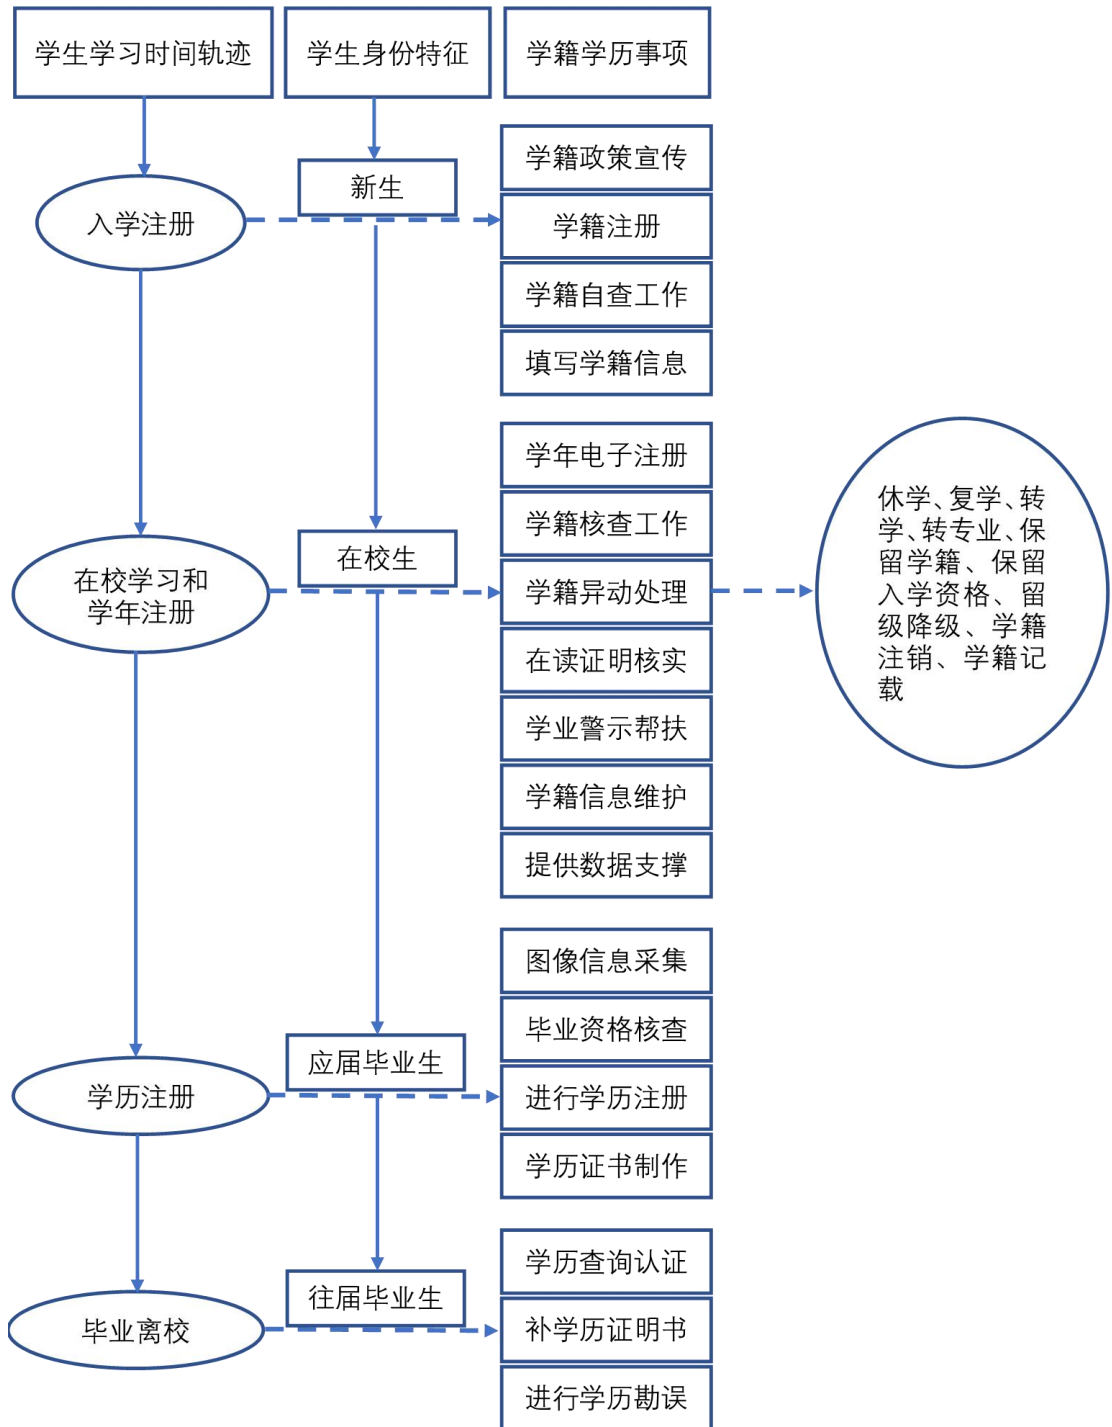 学生学习时间轨迹
学生身份特征
学籍学历事项
入学注册
新生
学籍政策宣传
学籍注册
学籍自查工作
填写学籍信息
在校学习和
学年注册
在校生
学年电子注册
学籍核查工作
学籍异动处理
在读证明核实
学业警示帮扶
学籍信息维护
提供数据支撑
休学、复学、转
学、转专业、保
留学籍、保留
入学资格、留
级降级、学籍
注销、学籍记
载
学历注册
应届毕业生
图像信息采集
毕业资格核查
进行学历注册
学历证书制作
毕业离校
往届毕业生
学历查询认证
补学历证明书
进行学历勘误